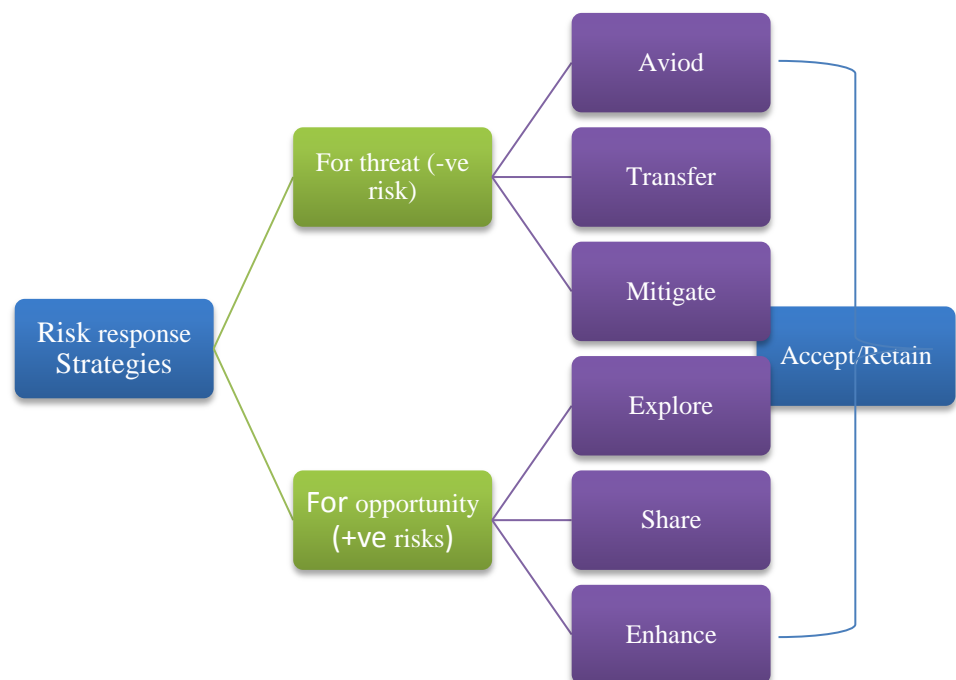 Risk response
Strategies
For threat (-ve
risk)
Aviod
Transfer
Mitigate
For opportunity
(+ve risks)
Explore
Share
Enhance
Accept/Retain